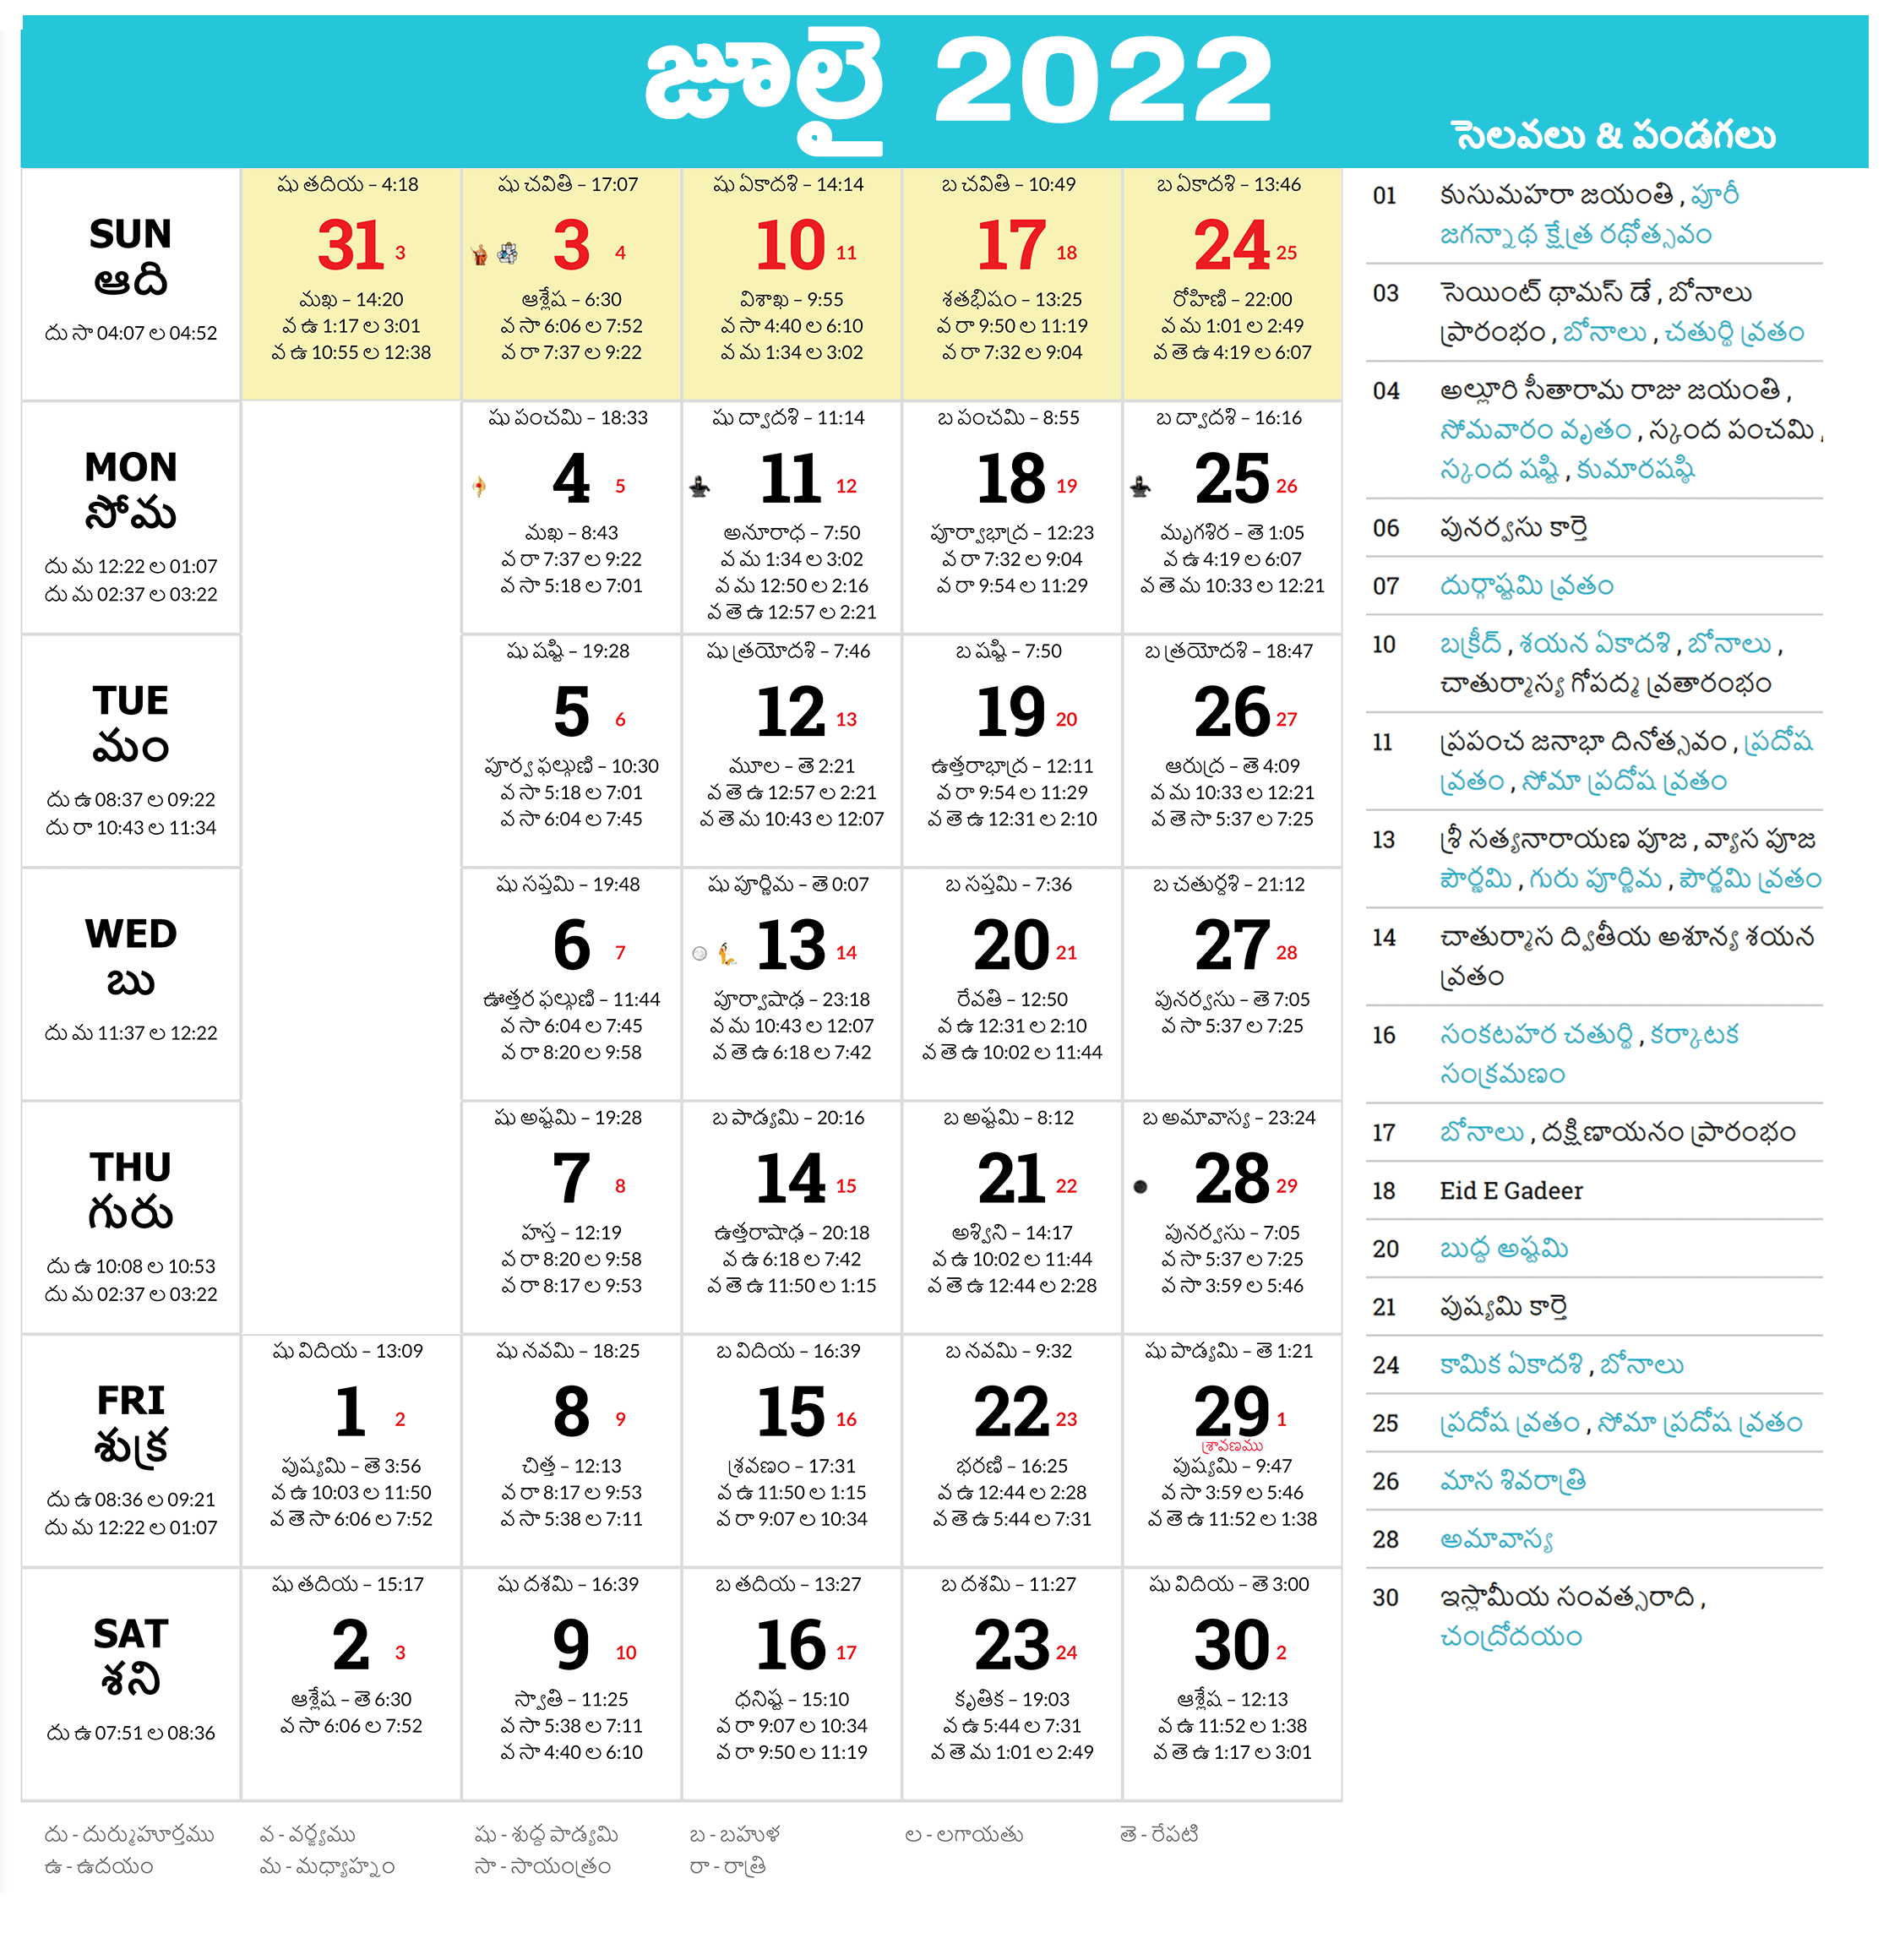 జూలై 2022
సెలవలు & పండగలు
SUN
ఆది
దు సా 04:07 ల 04:52
షు తదియ – 4:18
31 3
మఖ – 14:20
వ ఉ 1:17 ల 3:01
వ ఉ 10:55 ల 12:38
షు చవితి – 17:07
3 4
ఆశ్లేష – 6:30
వ సా 6:06 ల 7:52
వ రా 7:37 ల 9:22
షు ఏకాదశి – 14:14
10 11
విశాఖ – 9:55
వ సా 4:40 ల 6:10
వ మ 1:34 ల 3:02
బ చవితి – 10:49
17 18
శతభిషం – 13:25
వ రా 9:50 ల 11:19
వ రా 7:32 ల 9:04
బ ఏకాదశి – 13:46
24 25
రోహిణి – 22:00
వ మ 1:01 ల 2:49
వ తె ఉ 4:19 ల 6:07
MON
సోమ
దు మ 12:22 ల 01:07
దు మ 02:37 ల 03:22
షు పంచమి – 18:33
4 5
మఖ – 8:43
వ రా 7:37 ల 9:22
వ సా 5:18 ల 7:01
షు ద్వాదశి – 11:14
11 12
అనూరాధ – 7:50
వ మ 1:34 ల 3:02
వ మ 12:50 ల 2:16
వ తె ఉ 12:57 ల 2:21
బ పంచమి – 8:55
18 19
పూర్వాభాద్ర – 12:23
వ రా 7:32 ల 9:04
వ రా 9:54 ల 11:29
బ ద్వాదశి – 16:16
25 26
మృగశిర – తె 1:05
వ ఉ 4:19 ల 6:07
వ తె మ 10:33 ల 12:21
TUE
మం
దు ఉ 08:37 ల 09:22
దు రా 10:43 ల 11:34
షు షష్టి – 19:28
5 6
పూర్వ ఫల్గుణి – 10:30
వ సా 5:18 ల 7:01
వ సా 6:04 ల 7:45
షు త్రయోదశి – 7:46
12 13
మూల – తె 2:21
వ తె ఉ 12:57 ల 2:21
వ తె మ 10:43 ల 12:07
బ షష్టి – 7:50
19 20
ఉత్తరాభాద్ర – 12:11
వ రా 9:54 ల 11:29
వ తె ఉ 12:31 ల 2:10
బ త్రయోదశి – 18:47
26 27
ఆరుద్ర – తె 4:09
వ మ 10:33 ల 12:21
వ తె సా 5:37 ల 7:25
WED
బు
దు మ 11:37 ల 12:22
షు సప్తమి – 19:48
6 7
ఊత్తర ఫల్గుణి – 11:44
వ సా 6:04 ల 7:45
వ రా 8:20 ల 9:58
షు పూర్ణిమ – తె 0:07
13 14
పూర్వాషాఢ – 23:18
వ మ 10:43 ల 12:07
వ తె ఉ 6:18 ల 7:42
బ సప్తమి – 7:36
20 21
రేవతి – 12:50
వ ఉ 12:31 ల 2:10
వ తె ఉ 10:02 ల 11:44
బ చతుర్దశి – 21:12
27 28
పునర్వసు – తె 7:05
వ సా 5:37 ల 7:25
THU
గురు
దు ఉ 10:08 ల 10:53
దు మ 02:37 ల 03:22
షు అష్టమి – 19:28
7 8
హస్త – 12:19
వ రా 8:20 ల 9:58
వ రా 8:17 ల 9:53
బ పాడ్యమి – 20:16
14 15
ఉత్తరాషాఢ – 20:18
వ ఉ 6:18 ల 7:42
వ తె ఉ 11:50 ల 1:15
బ అష్టమి – 8:12
21 22
అశ్విని – 14:17
వ ఉ 10:02 ల 11:44
వ తె ఉ 12:44 ల 2:28
బ అమావాస్య – 23:24
28 29
పునర్వసు – 7:05
వ సా 5:37 ల 7:25
వ సా 3:59 ల 5:46
FRI
శుక్ర
దు ఉ 08:36 ల 09:21
దు మ 12:22 ల 01:07
షు విదియ – 13:09
1 2
పుష్యమి – తె 3:56
వ ఉ 10:03 ల 11:50
వ తె సా 6:06 ల 7:52
షు నవమి – 18:25
8 9
చిత్త – 12:13
వ రా 8:17 ల 9:53
వ సా 5:38 ల 7:11
బ విదియ – 16:39
15 16
శ్రవణం – 17:31
వ ఉ 11:50 ల 1:15
వ రా 9:07 ల 10:34
బ నవమి – 9:32
22 23
భరణి – 16:25
వ ఉ 12:44 ల 2:28
వ తె ఉ 5:44 ల 7:31
షు పాడ్యమి – తె 1:21
29 1
శ్రావణము
పుష్యమి – 9:47
వ సా 3:59 ల 5:46
వ తె ఉ 11:52 ల 1:38
SAT
శని
దు ఉ 07:51 ల 08:36
షు తదియ – 15:17
2 3
ఆశ్లేష – తె 6:30
వ సా 6:06 ల 7:52
షు దశమి – 16:39
9 10
స్వాతి – 11:25
వ సా 5:38 ల 7:11
వ సా 4:40 ల 6:10
బ తదియ – 13:27
16 17
ధనిష్ట – 15:10
వ రా 9:07 ల 10:34
వ రా 9:50 ల 11:19
బ దశమి – 11:27
23 24
కృతిక – 19:03
వ ఉ 5:44 ల 7:31
వ తె మ 1:01 ల 2:49
షు విదియ – తె 3:00
30 2
ఆశ్లేష – 12:13
వ ఉ 11:52 ల 1:38
వ తె ఉ 1:17 ల 3:01
01 కుసుమహరా జయంతి , పూరీ
జగన్నాథ క్షేత్ర రథోత్సవం
03 సెయింట్ థామస్ డే , బోనాలు
ప్రారంభం , బోనాలు , చతుర్థి వ్రతం
04 అల్లూరి సీతారామ రాజు జయంతి ,
సోమవారం వృతం , స్కంద పంచమి ,
స్కంద షష్టి , కుమారషష్ఠి
06 పునర్వసు కార్తె
07 దుర్గాష్టమి వ్రతం
10 బక్రీద్ , శయన ఏకాదశి , బోనాలు ,
చాతుర్మాస్య గోపద్మ వ్రతారంభం
11 ప్రపంచ జనాభా దినోత్సవం , ప్రదోష
వ్రతం , సోమా ప్రదోష వ్రతం
13 శ్రీ సత్యనారాయణ పూజ , వ్యాస పూజ
పౌర్ణమి , గురు పూర్ణిమ , పౌర్ణమి వ్రతం
14 చాతుర్మాస ద్వితీయ అశూన్య శయన
వ్రతం
16 సంకటహర చతుర్థి , కర్కాటక
సంక్రమణం
17 బోనాలు , దక్షిణాయనం ప్రారంభం
18 Eid E Gadeer
20 బుద్ధ అష్టమి
21 పుష్యమి కార్తె
24 కామిక ఏకాదశి , బోనాలు
25 ప్రదోష వ్రతం , సోమా ప్రదోష వ్రతం
26 మాస శివరాత్రి
28 అమావాస్య
30 ఇస్లామీయ సంవత్సరాది ,
చంద్రోదయం
దు - దుర్ముహూర్తము వ - వర్జ్యము షు - శుద్ద పాడ్యమి బ - బహుళ ల - లగాయతు తె - రేపటి
ఉ - ఉదయం మ - మధ్యాహ్నం సా - సాయంత్రం రా - రాత్రి